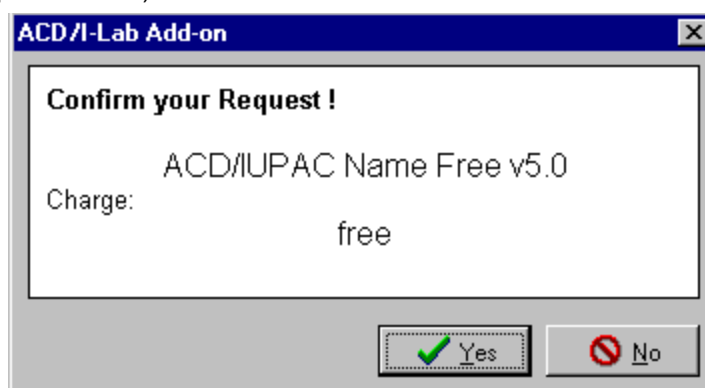 ACD/I-Lab Add-on
Confirm your Request !
ACD/IUPAC Name Free v5.0
Charge:
free
Yes
No